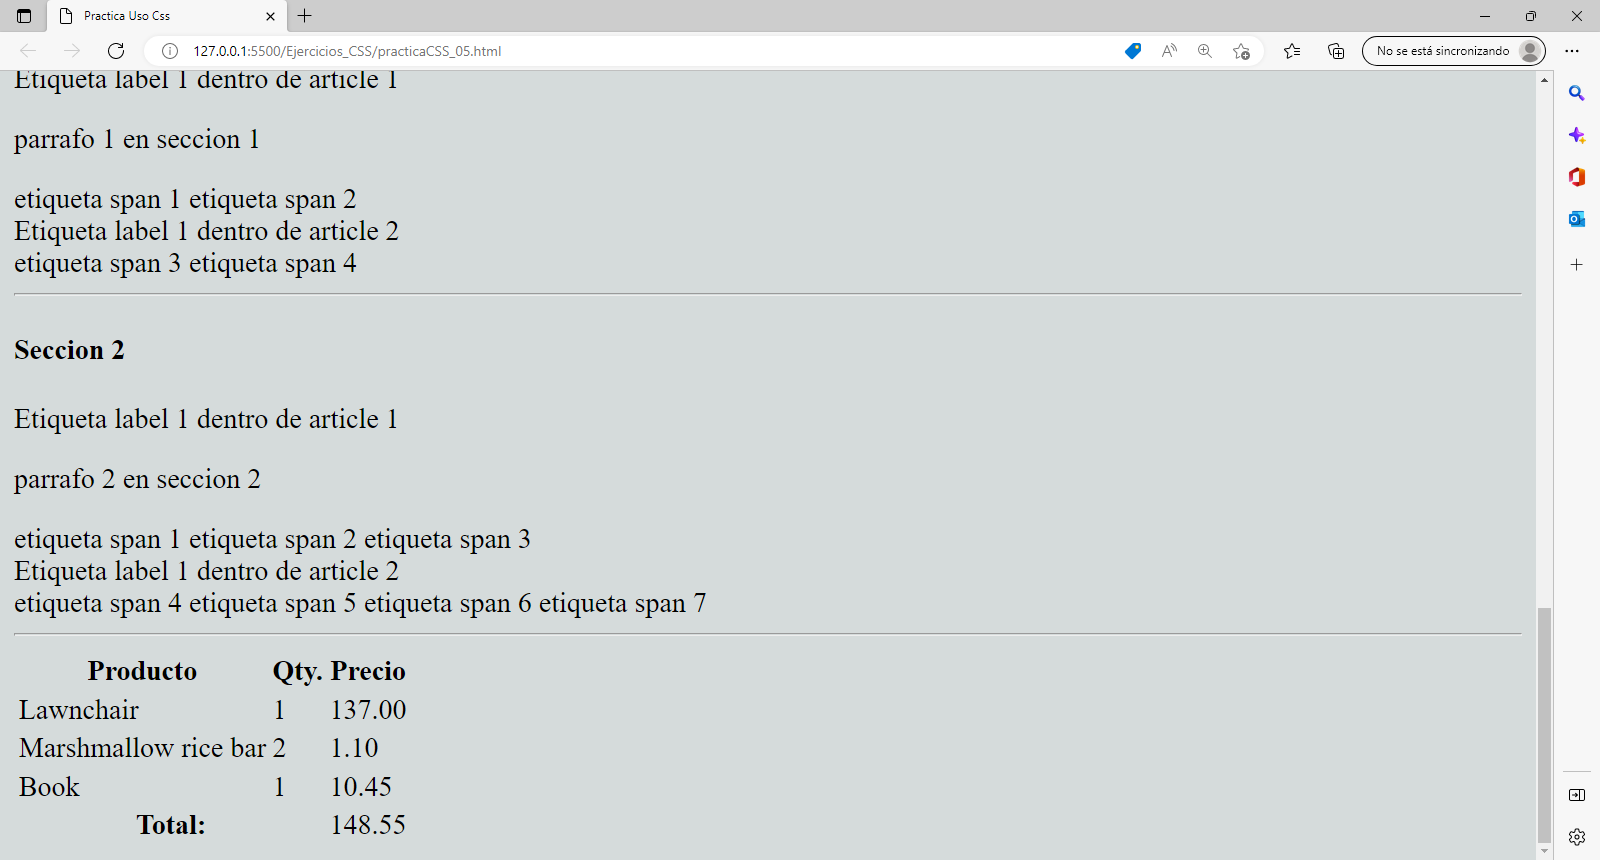 Practica Uso Css
127.0.0.1:5500/Ejercicios_CSS/practicaCSS_05.html
No se está sincronizando
Etiqueta label 1 dentro de article 1
parrafo 1 en seccion 1
etiqueta span 1 etiqueta span 2
Etiqueta label 1 dentro de article 2
etiqueta span 3 etiqueta span 4
Seccion 2
Etiqueta label 1 dentro de article 1
parrafo 2 en seccion 2
etiqueta span 1 etiqueta span 2 etiqueta span 3
Etiqueta label 1 dentro de article 2
etiqueta span 4 etiqueta span 5 etiqueta span 6 etiqueta span 7
Producto Qty. Precio
Lawnchair 1 137.00
Marshmallow rice bar 2 1.10
Book 1 10.45
Total: 148.55